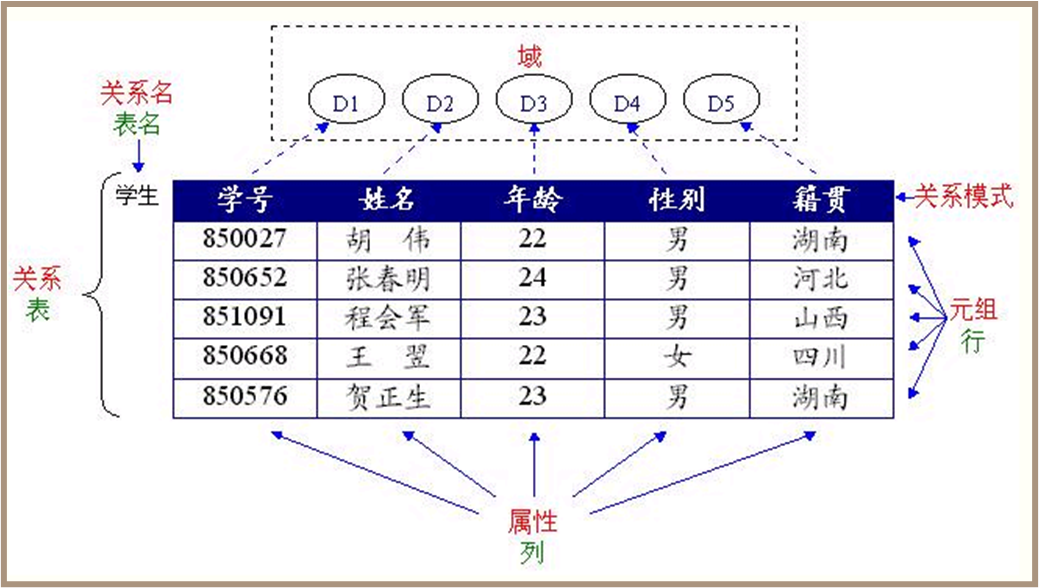 域
D1 D2 D3 D4 D5
关系名
表名
学生
学号 姓名 年龄 性别 籍贯
关系模式
850027 胡 伟 22 男 湖南
850652 张春明 24 男 河北
851091 程会军 23 男 山西
850668 王 翌 22 女 四川
850576 贺正生 23 男 湖南
关系
表
元组
行
属性
列